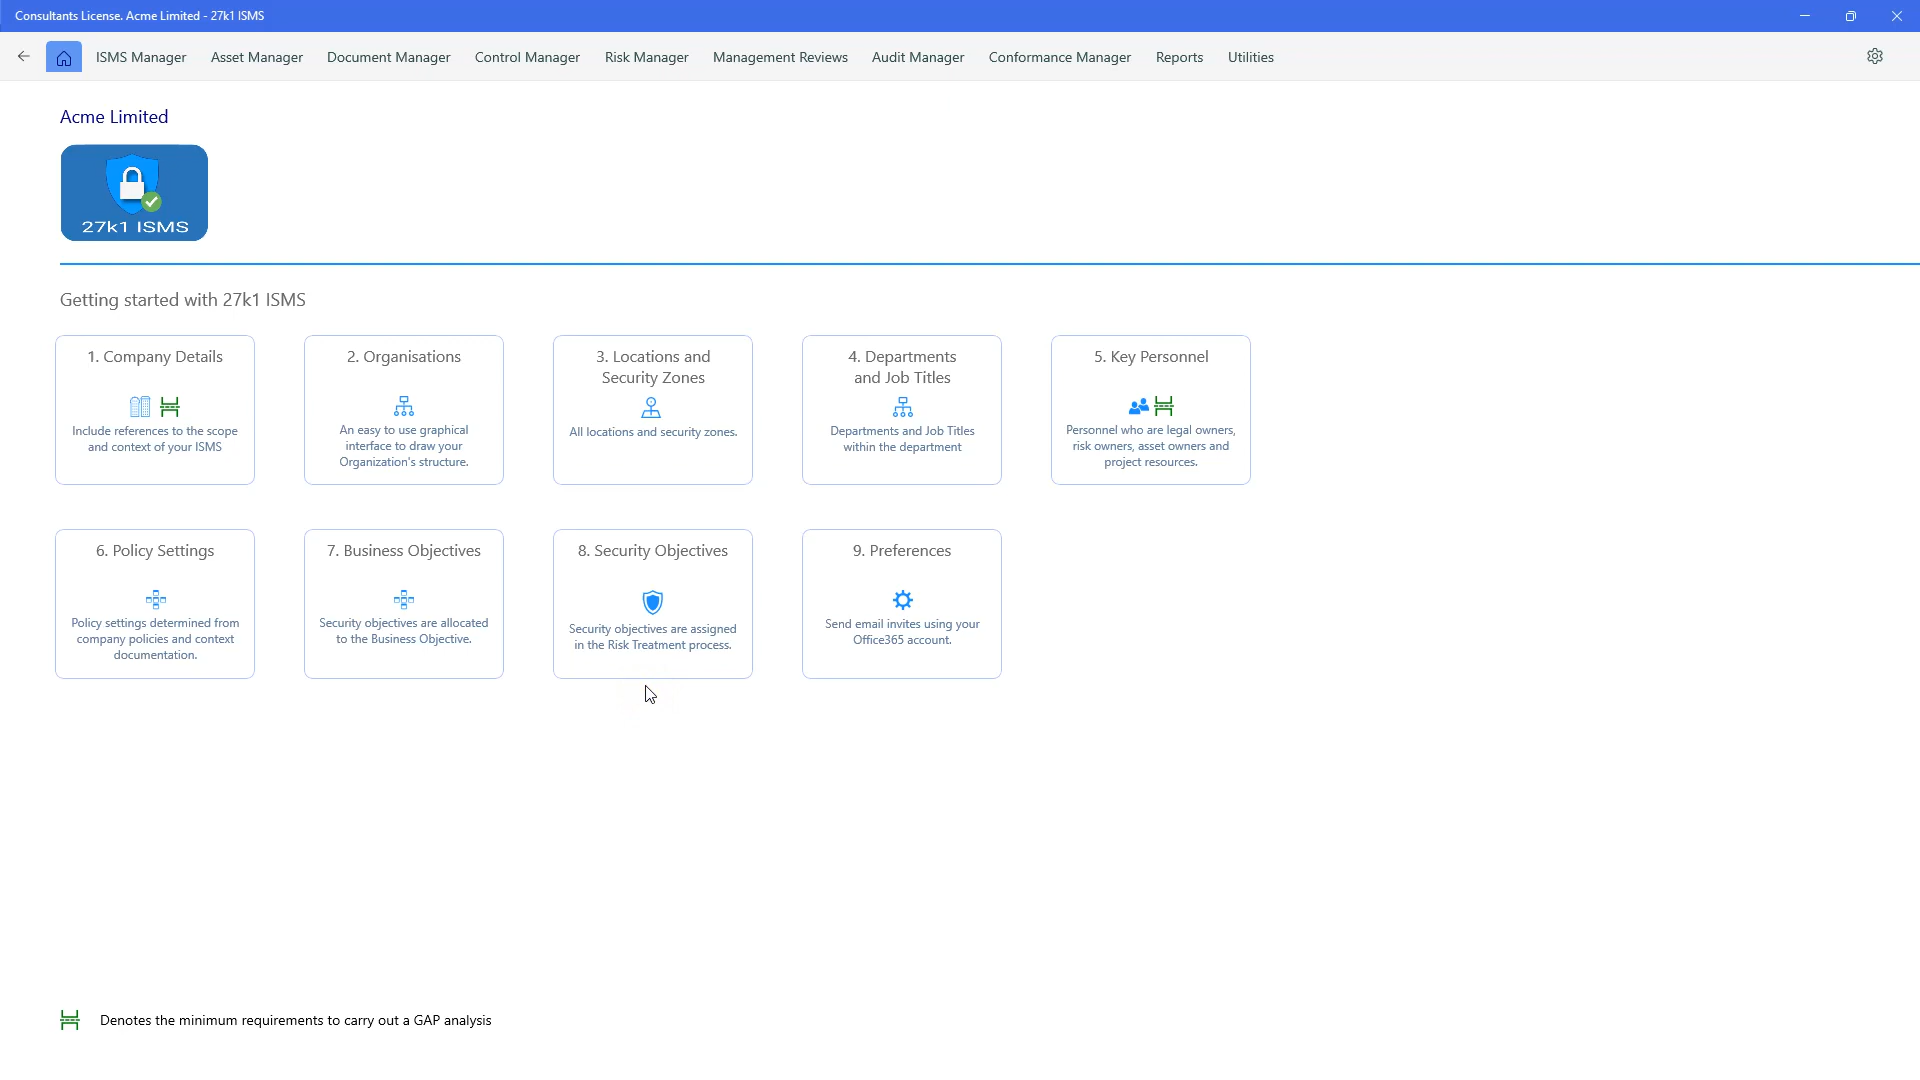 Consultants License. Acme Limited - 27k1 ISMS
ISMS Manager Asset Manager Document Manager Control Manager Risk Manager Management Reviews Audit Manager Conformance Manager Reports Utilities
Acme Limited
27k1 ISMS
Getting started with 27k1 ISMS
1. Company Details
Include references to the scope
and context of your ISMS
2. Organisations
An easy to use graphical
interface to draw your
Organization's structure.
3. Locations and
Security Zones
All locations and security zones.
4. Departments
and Job Titles
Departments and Job Titles
within the department
5. Key Personnel
Personnel who are legal owners,
risk owners, asset owners and
project resources.
6. Policy Settings
Policy settings determined from
company policies and context
documentation.
7. Business Objectives
Security objectives are allocated
to the Business Objective.
8. Security Objectives
Security objectives are assigned
in the Risk Treatment process.
9. Preferences
Send email invites using your
Office365 account.
Denotes the minimum requirements to carry out a GAP analysis